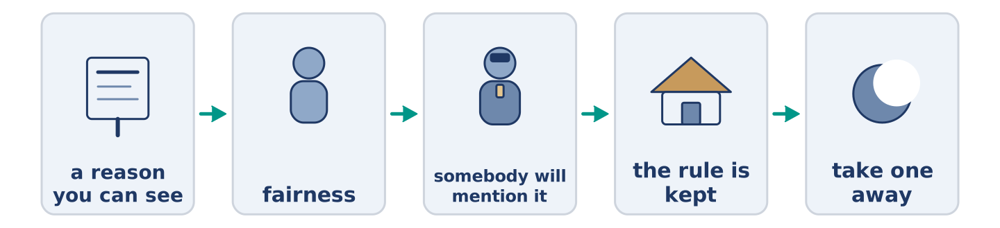 a reason
you can see
fairness
somebody will
mention it
the rule is
kept
take one
away